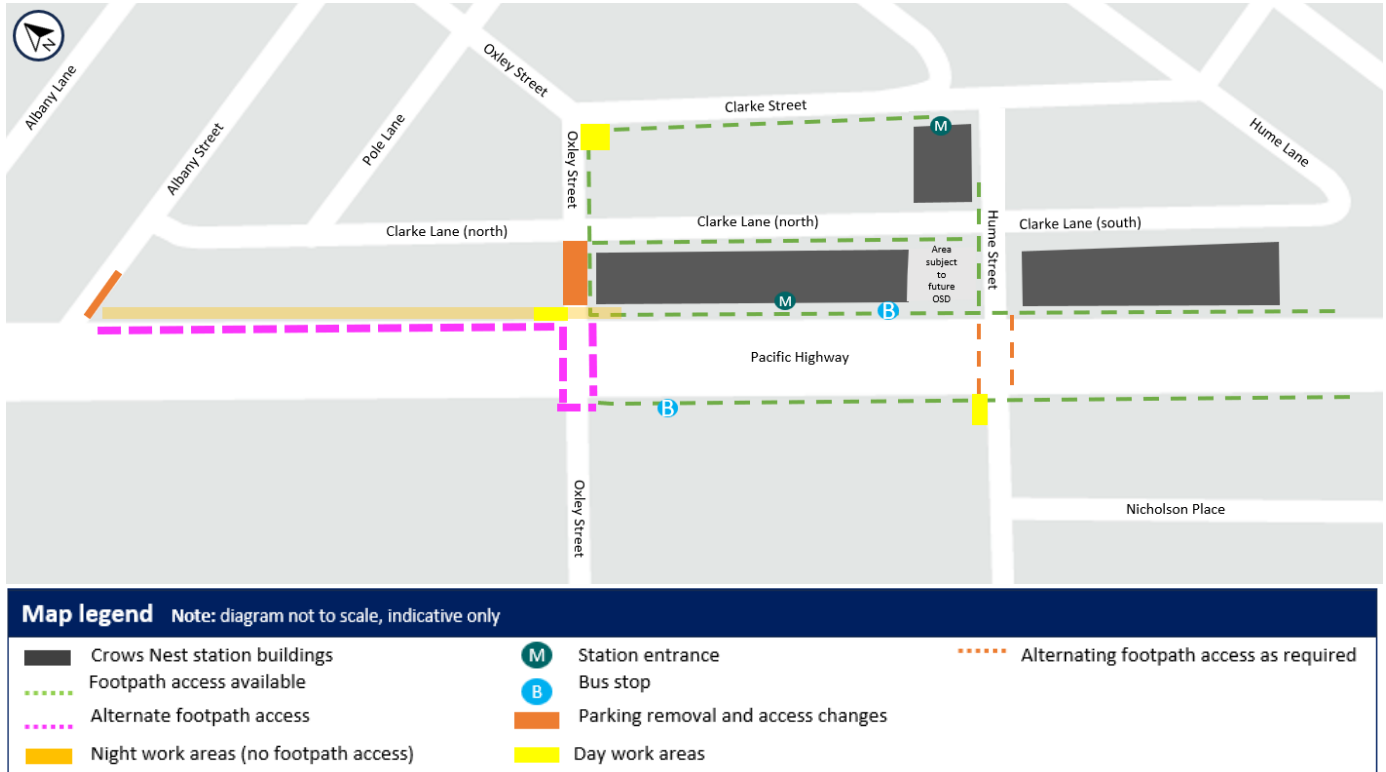 N
Albany Lane
Albany Street
Pole Lane
Oxley Street
Oxley Street
Clarke Street
M
Hume Lane
Clarke Lane (north)
Clarke Lane (north)
Hume Street
Clarke Lane (south)
Area
subject
to
future
OSD
M
B
Pacific Highway
B
Oxley Street
Nicholson Place
Map legend Note: diagram not to scale, indicative only
Crows Nest station buildings
Footpath access available
Alternate footpath access
Night work areas (no footpath access)
M Station entrance
B Bus stop
Parking removal and access changes
Day work areas
Alternating footpath access as required